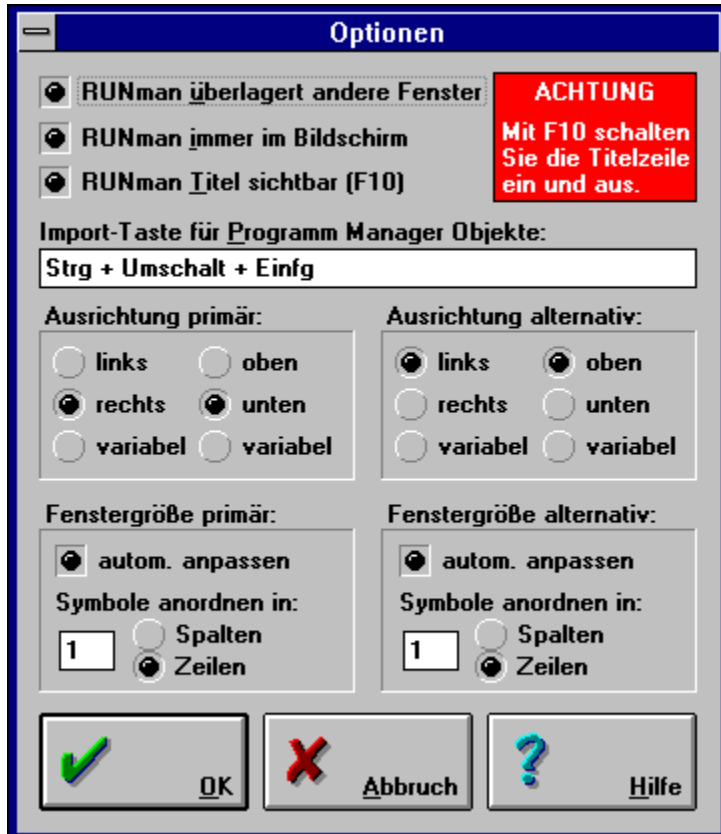 Optionen
RUNman überlagert andere Fenster
RUNman immer im Bildschirm
RUNman Titel sichtbar (F10)
ACHTUNG
Mit F10 schalten
Sie die Titelzeile
ein und aus.
Import-Taste für Programm Manager Objekte:
Strg + Umschalt + Einfg
Ausrichtung primär:
links oben
rechts unten
variabel variabel
Ausrichtung alternativ:
links oben
rechts unten
variabel variabel
Fenstergröße primär:
autom. anpassen
Symbole anordnen in:
1
Spalten
Zeilen
Fenstergröße alternativ:
autom. anpassen
Symbole anordnen in:
1
Spalten
Zeilen
OK
Abbruch
Hilfe